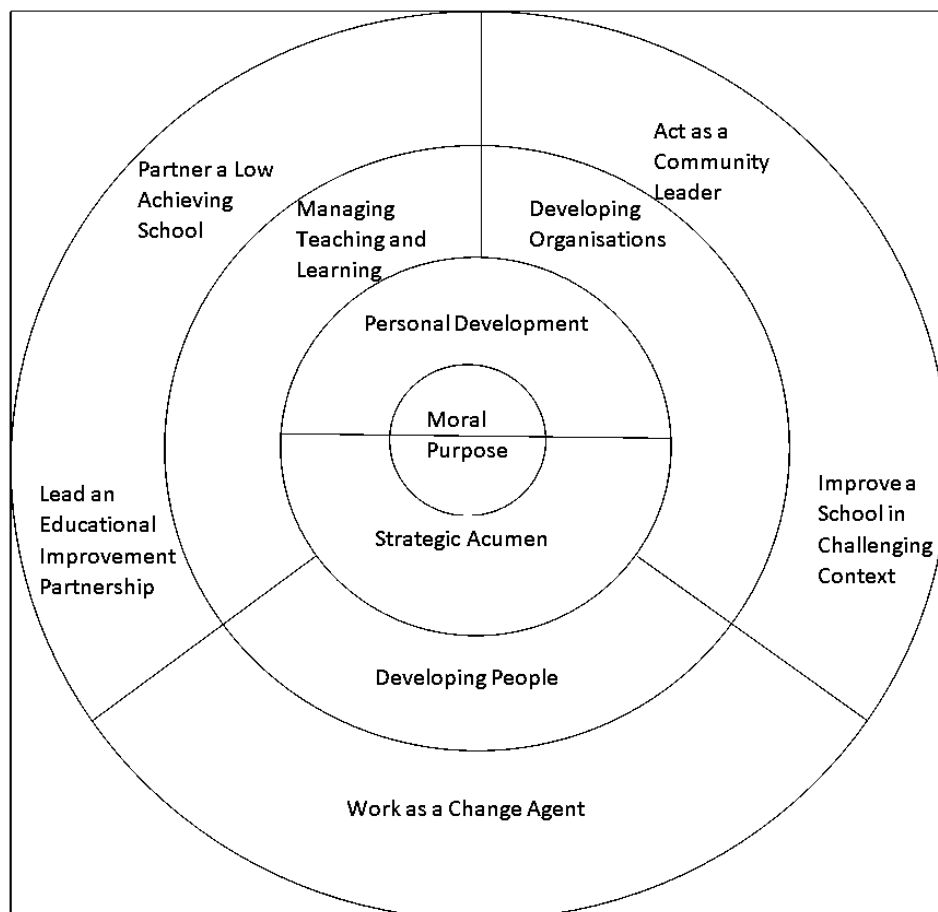 Act as a
Community
Leader
Partner a Low
Achieving
School
Managing
Teaching and
Learning
Developing
Organisations
Personal Development
Moral
Purpose
Strategic Acumen
Lead an
Educational
Improvement
Partnership
Improve a
School in
Challenging
Context
Developing People
Work as a Change Agent